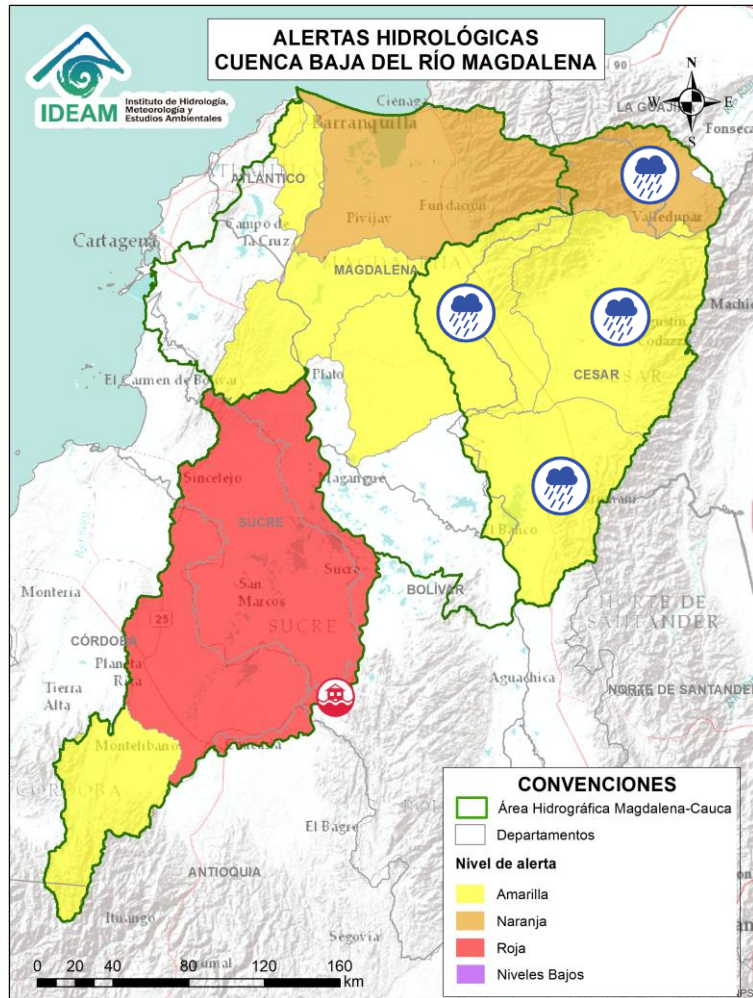 ALERTAS HIDROLÓGICAS
CUENCA BAJA DEL RÍO MAGDALENA
IDEAM
Instituto de Hidrología,
Meteorología y
Estudios Ambientales
90
N
W E
S
LA GUAJIRA
Fonseca
Ciénaga
Barranquilla
ATLÁNTICO
Pivijay
Fundación
Valledupar
Cartagena
Campo de
la Cruz
MAGDALENA
Codazzi
CESAR
El Carmen de Bolívar
Plato
Sincelejo
Magangue
SUCRE
El Banco
Sucre
San
Marcos
BOLÍVAR
SUCRE
Montería
25
CÓRDOBA
Planeta
Rica
NORTE DE
SANTANDER
Tierra
Alta
Aguachica
NORTE DE SANTANDER
Montelibano
CÓRDOBA
El Bagre
ANTIOQUIA
Ituango
Segovia
0 20 40 80 120 160
km
CONVENCIONES
Área Hidrográfica Magdalena-Cauca
Departamentos
Nivel de alerta
Amarilla
Naranja
Roja
Niveles Bajos